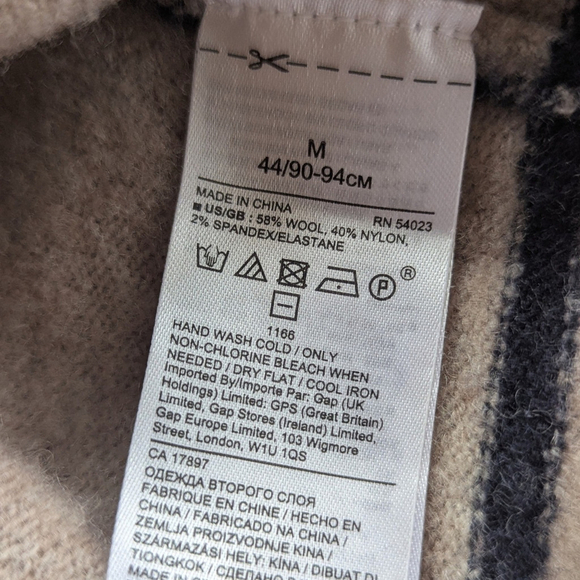 M
44/90-94см
MADE IN CHINA RN 54023
■ US/GB : 58% WOOL, 40% NYLON,
2% SPANDEX/ELASTANE
P ®
1166
HAND WASH COLD / ONLY
NON-CHLORINE BLEACH WHEN
NEEDED / DRY FLAT / COOL IRON
Imported By/Importe Par: Gap (UK
Holdings) Limited: GPS (Great Britain)
Limited, Gap Stores (Ireland) Limited,
Gap Europe Limited, 103 Wigmore
Street, London, W1U 1QS
CA 17897
ОДЕЖДА ВТОРОГО СЛОЯ
FABRIQUE EN CHINE / HECHO EN
CHINA / FABRICADO NA CHINA /
ZEMLJA PROIZVODNJE KINA /
SZÁRMAZÁSI HELY: KÍNA / DIBUAT DI
TIONGKOK / СДЕЛАНО В